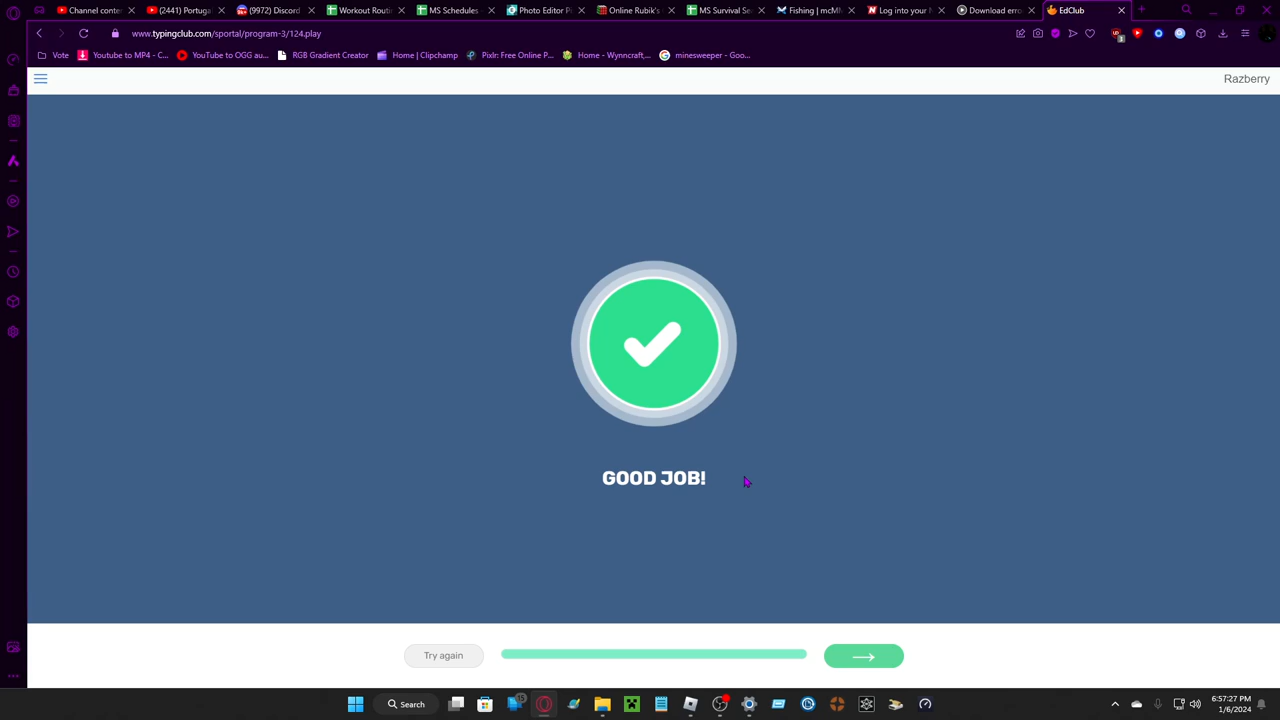 Channel conten
(2441) Portuga
(9972) Discord
Workout Routi
MS Schedules
Photo Editor P
Online Rubik's
MS Survival Se
Fishing | mcM
Log into your
Download erro
EdClub
www.typingclub.com/sportal/program-3/124.play
Vote
Youtube to MP4 - C...
YouTube to OGG au...
RGB Gradient Creator
Home | Clipchamp
Pixlr: Free Online P...
Home - Wynncraft,...
minesweeper - Goo...
Razberry
GOOD JOB!
Try again
Search
15
6:57:27 PM
1/6/2024